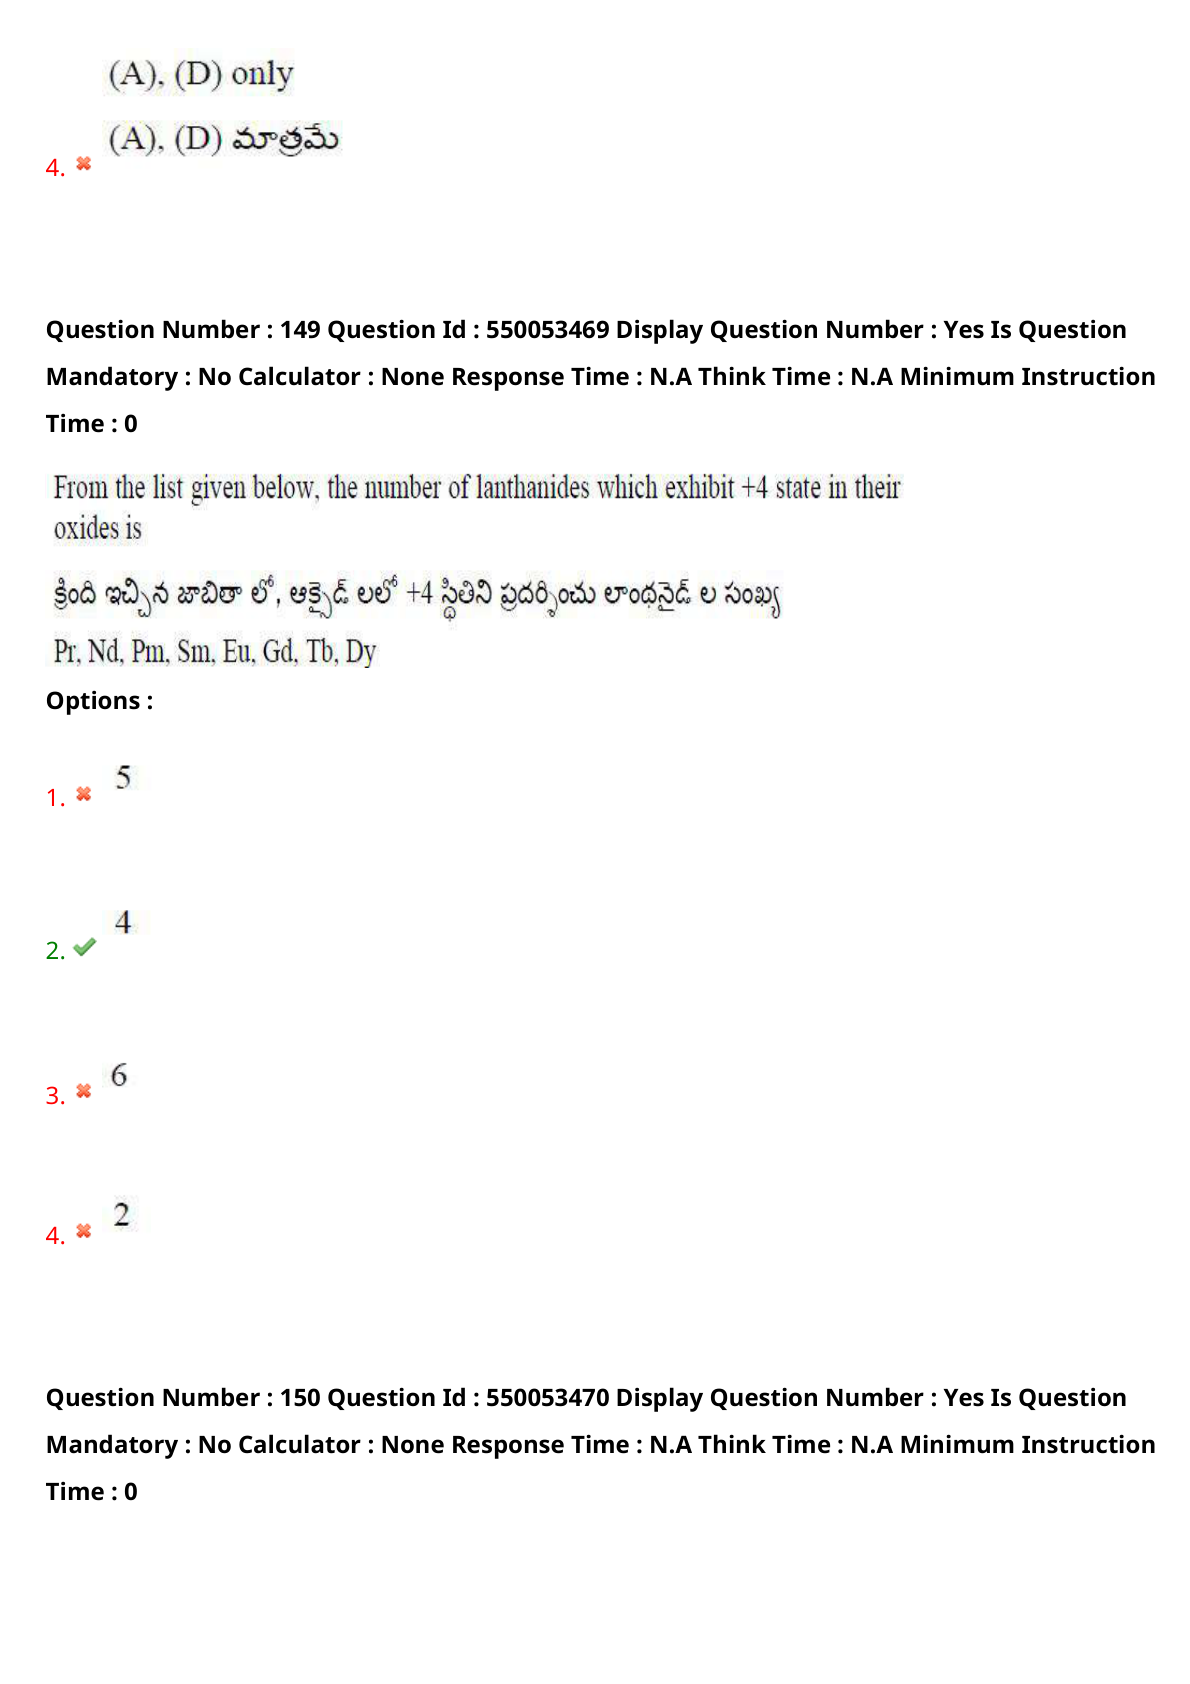 (A), (D) only
(A), (D) మాత్రమే
4.
Question Number : 149 Question Id : 550053469 Display Question Number : Yes Is Question
Mandatory : No Calculator : None Response Time : N.A Think Time : N.A Minimum Instruction
Time : 0
From the list given below, the number of lanthanides which exhibit +4 state in their
oxides is
క్రింది ఇచ్చిన జాబితా లో, ఆక్సైడ్ లలో +4 స్థితిని ప్రదర్శించు లాంథనైడ్ ల సంఖ్య
Pr, Nd, Pm, Sm, Eu, Gd, Tb, Dy
Options :
5
1.
4
2.
6
3.
2
4.
Question Number : 150 Question Id : 550053470 Display Question Number : Yes Is Question
Mandatory : No Calculator : None Response Time : N.A Think Time : N.A Minimum Instruction
Time : 0